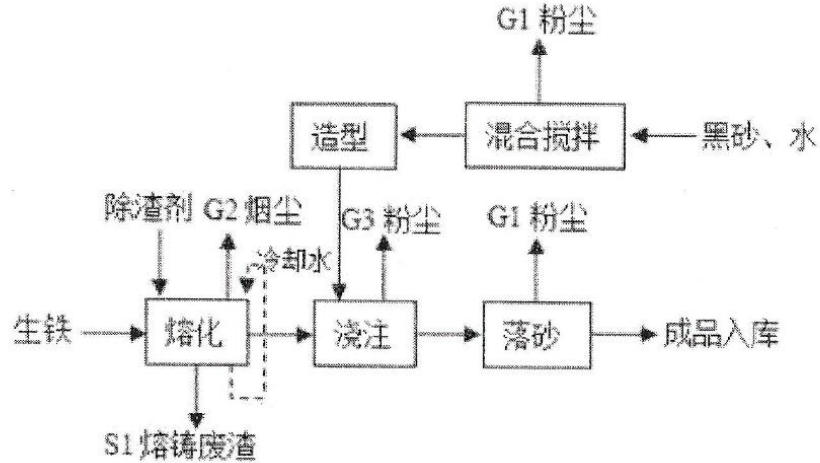 G1 粉尘
造型
混合搅拌
黑砂、水
除渣剂
G2 烟尘
G3 粉尘
G1 粉尘
冷却水
生铁
熔化
浇注
落砂
成品入库
S1 熔铸废渣